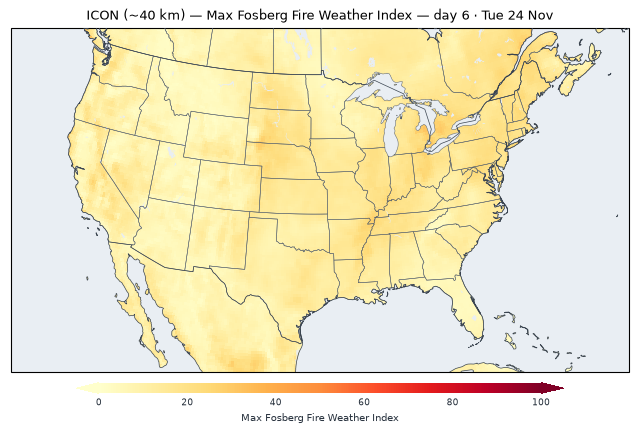 ICON (~40 km) — Max Fosberg Fire Weather Index — day 6 · Tue 24 Nov
0 20 40 60 80 100
Max Fosberg Fire Weather Index